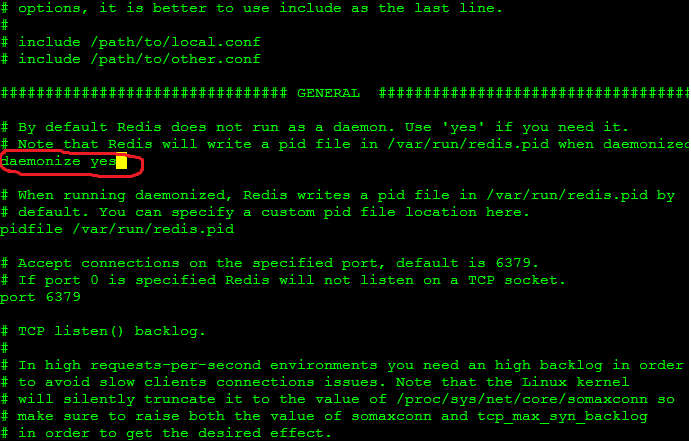 # options, it is better to use include as the last line.
#
# include /path/to/local.conf
# include /path/to/other.conf
################################ GENERAL  ###################################
# By default Redis does not run as a daemon. Use 'yes' if you need it.
# Note that Redis will write a pid file in /var/run/redis.pid when daemonized
daemonize yes
# When running daemonized, Redis writes a pid file in /var/run/redis.pid by
# default. You can specify a custom pid file location here.
pidfile /var/run/redis.pid
# Accept connections on the specified port, default is 6379.
# If port 0 is specified Redis will not listen on a TCP socket.
port 6379
# TCP listen() backlog.
#
# In high requests-per-second environments you need an high backlog in order
# to avoid slow clients connections issues. Note that the Linux kernel
# will silently truncate it to the value of /proc/sys/net/core/somaxconn so
# make sure to raise both the value of somaxconn and tcp_max_syn_backlog
# in order to get the desired effect.